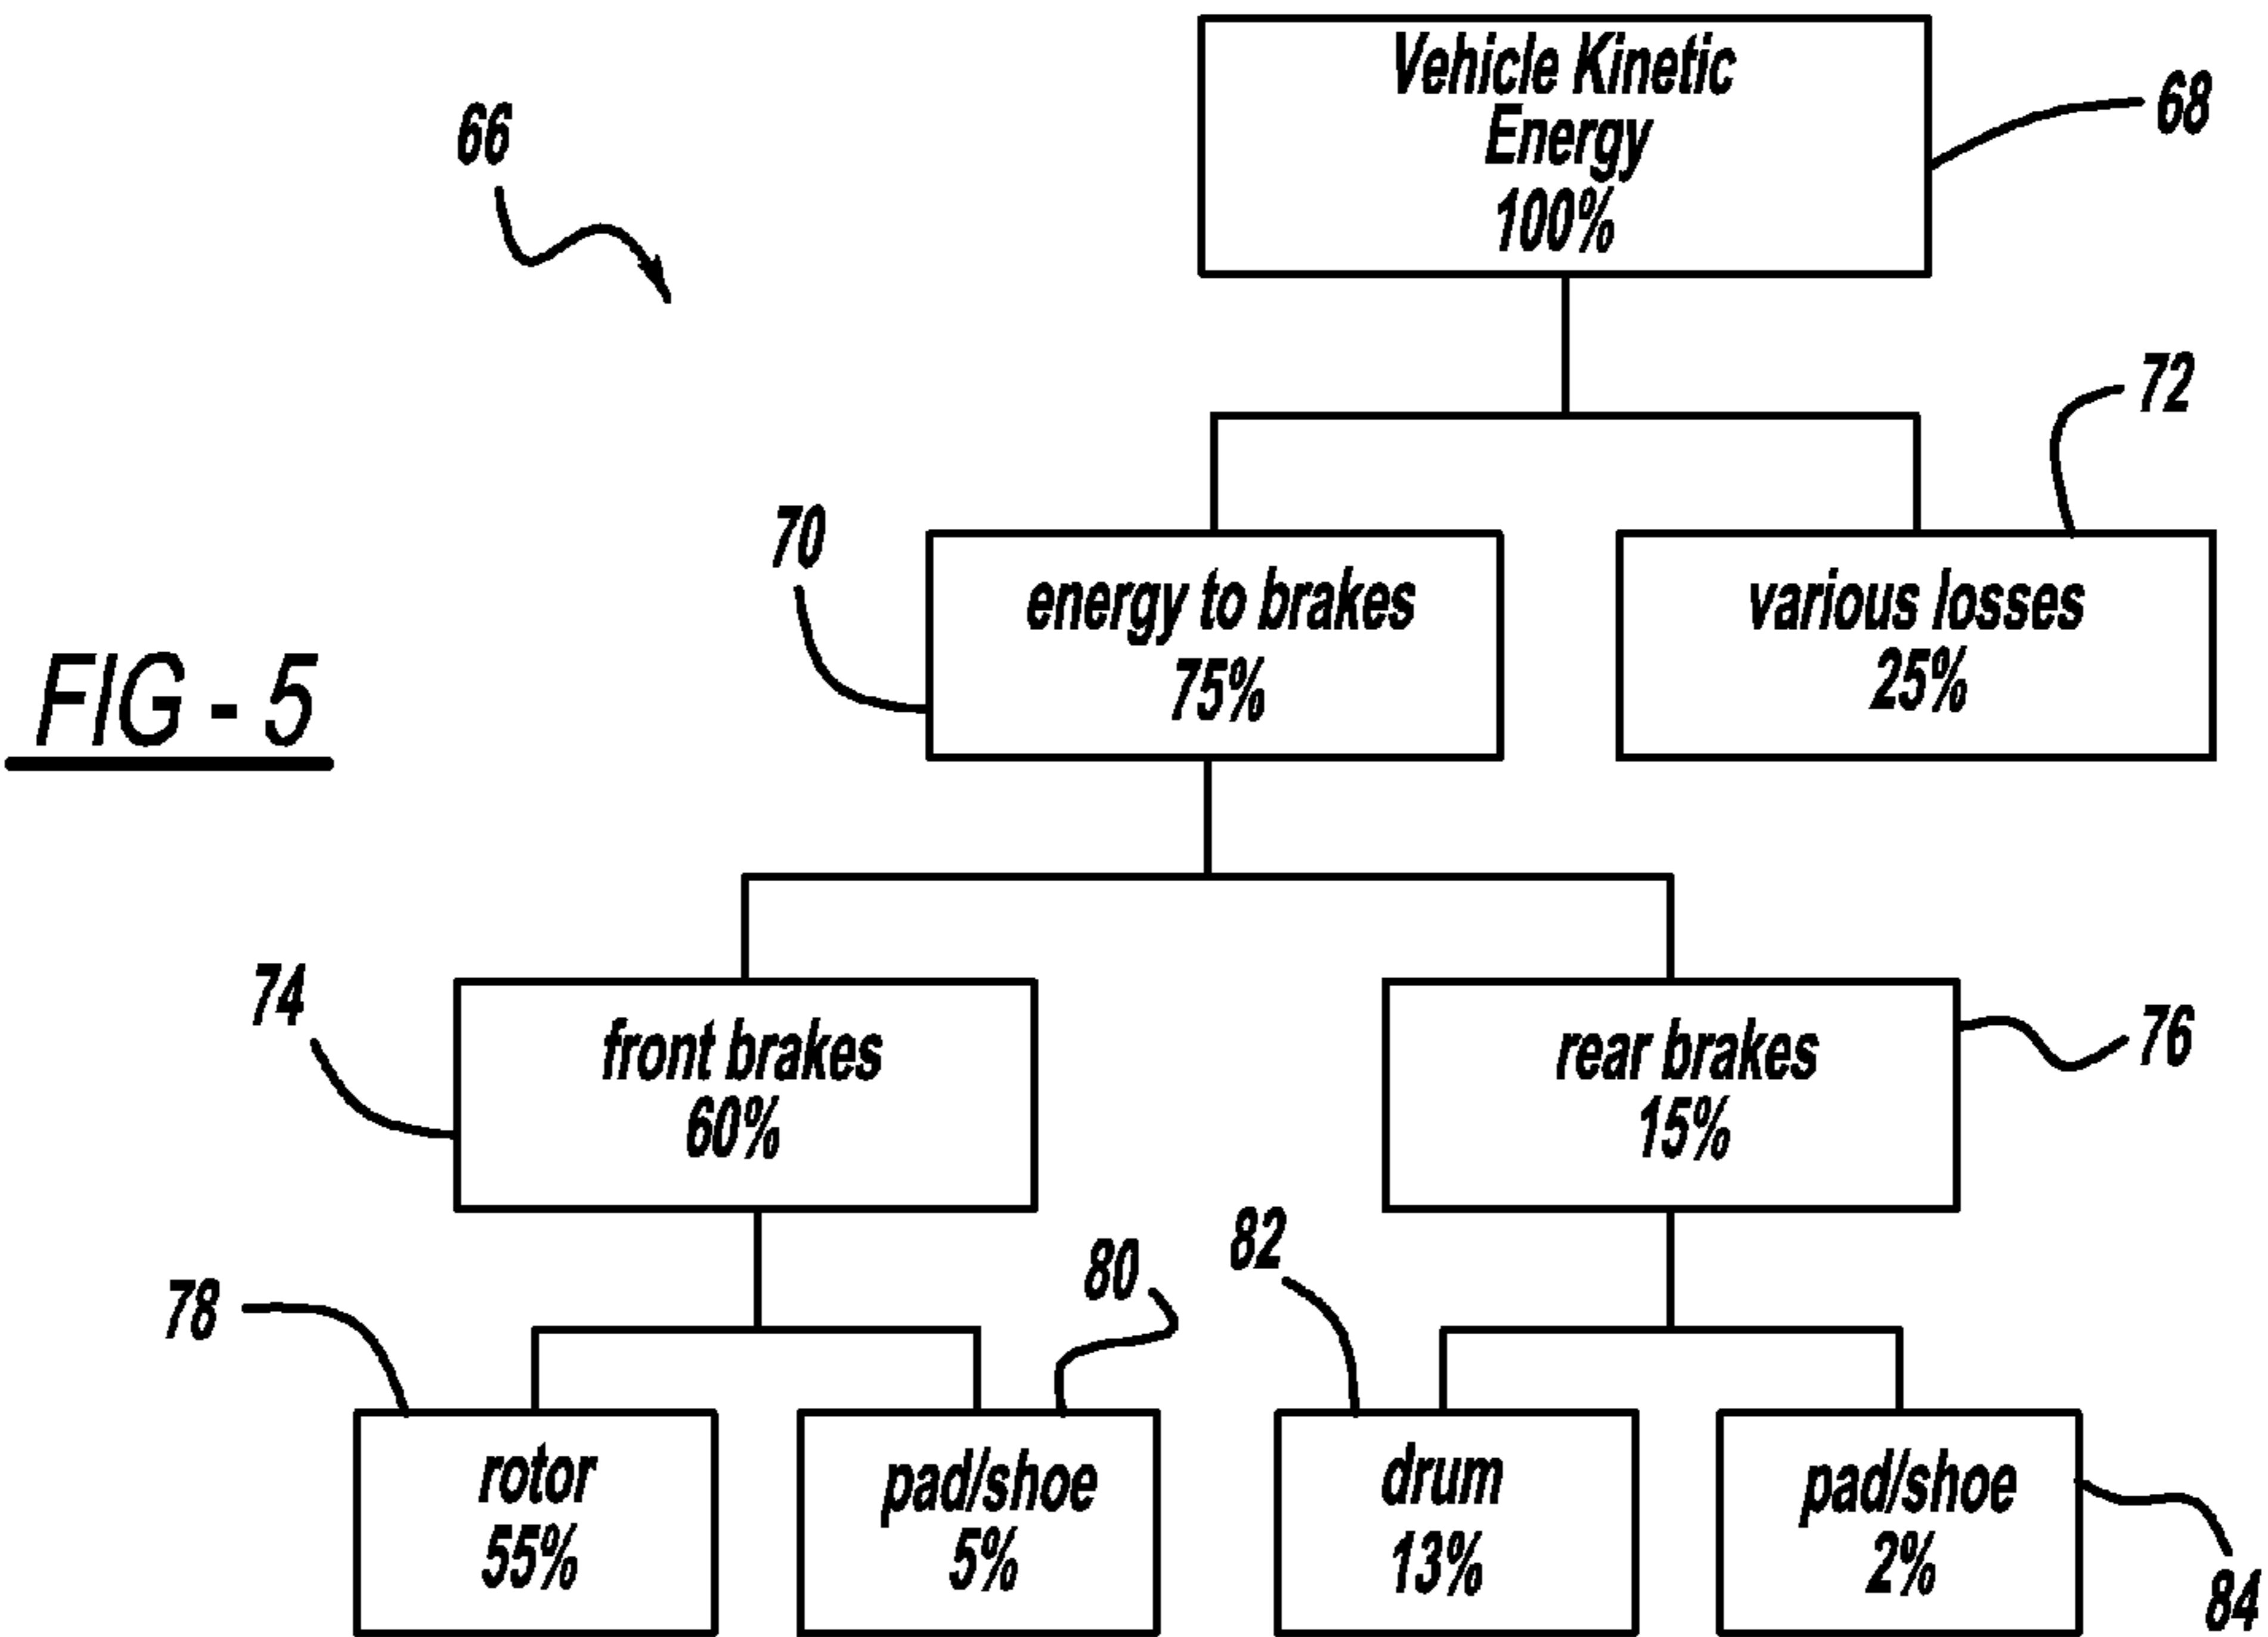 Vehicle Kinetic
Energy
100%
68
66
72
70
energy to brakes
75%
various losses
25%
FIG - 5
74
front brakes
60%
rear brakes
15%
76
78
80
82
rotor
55%
pad/shoe
5%
drum
13%
pad/shoe
2%
84